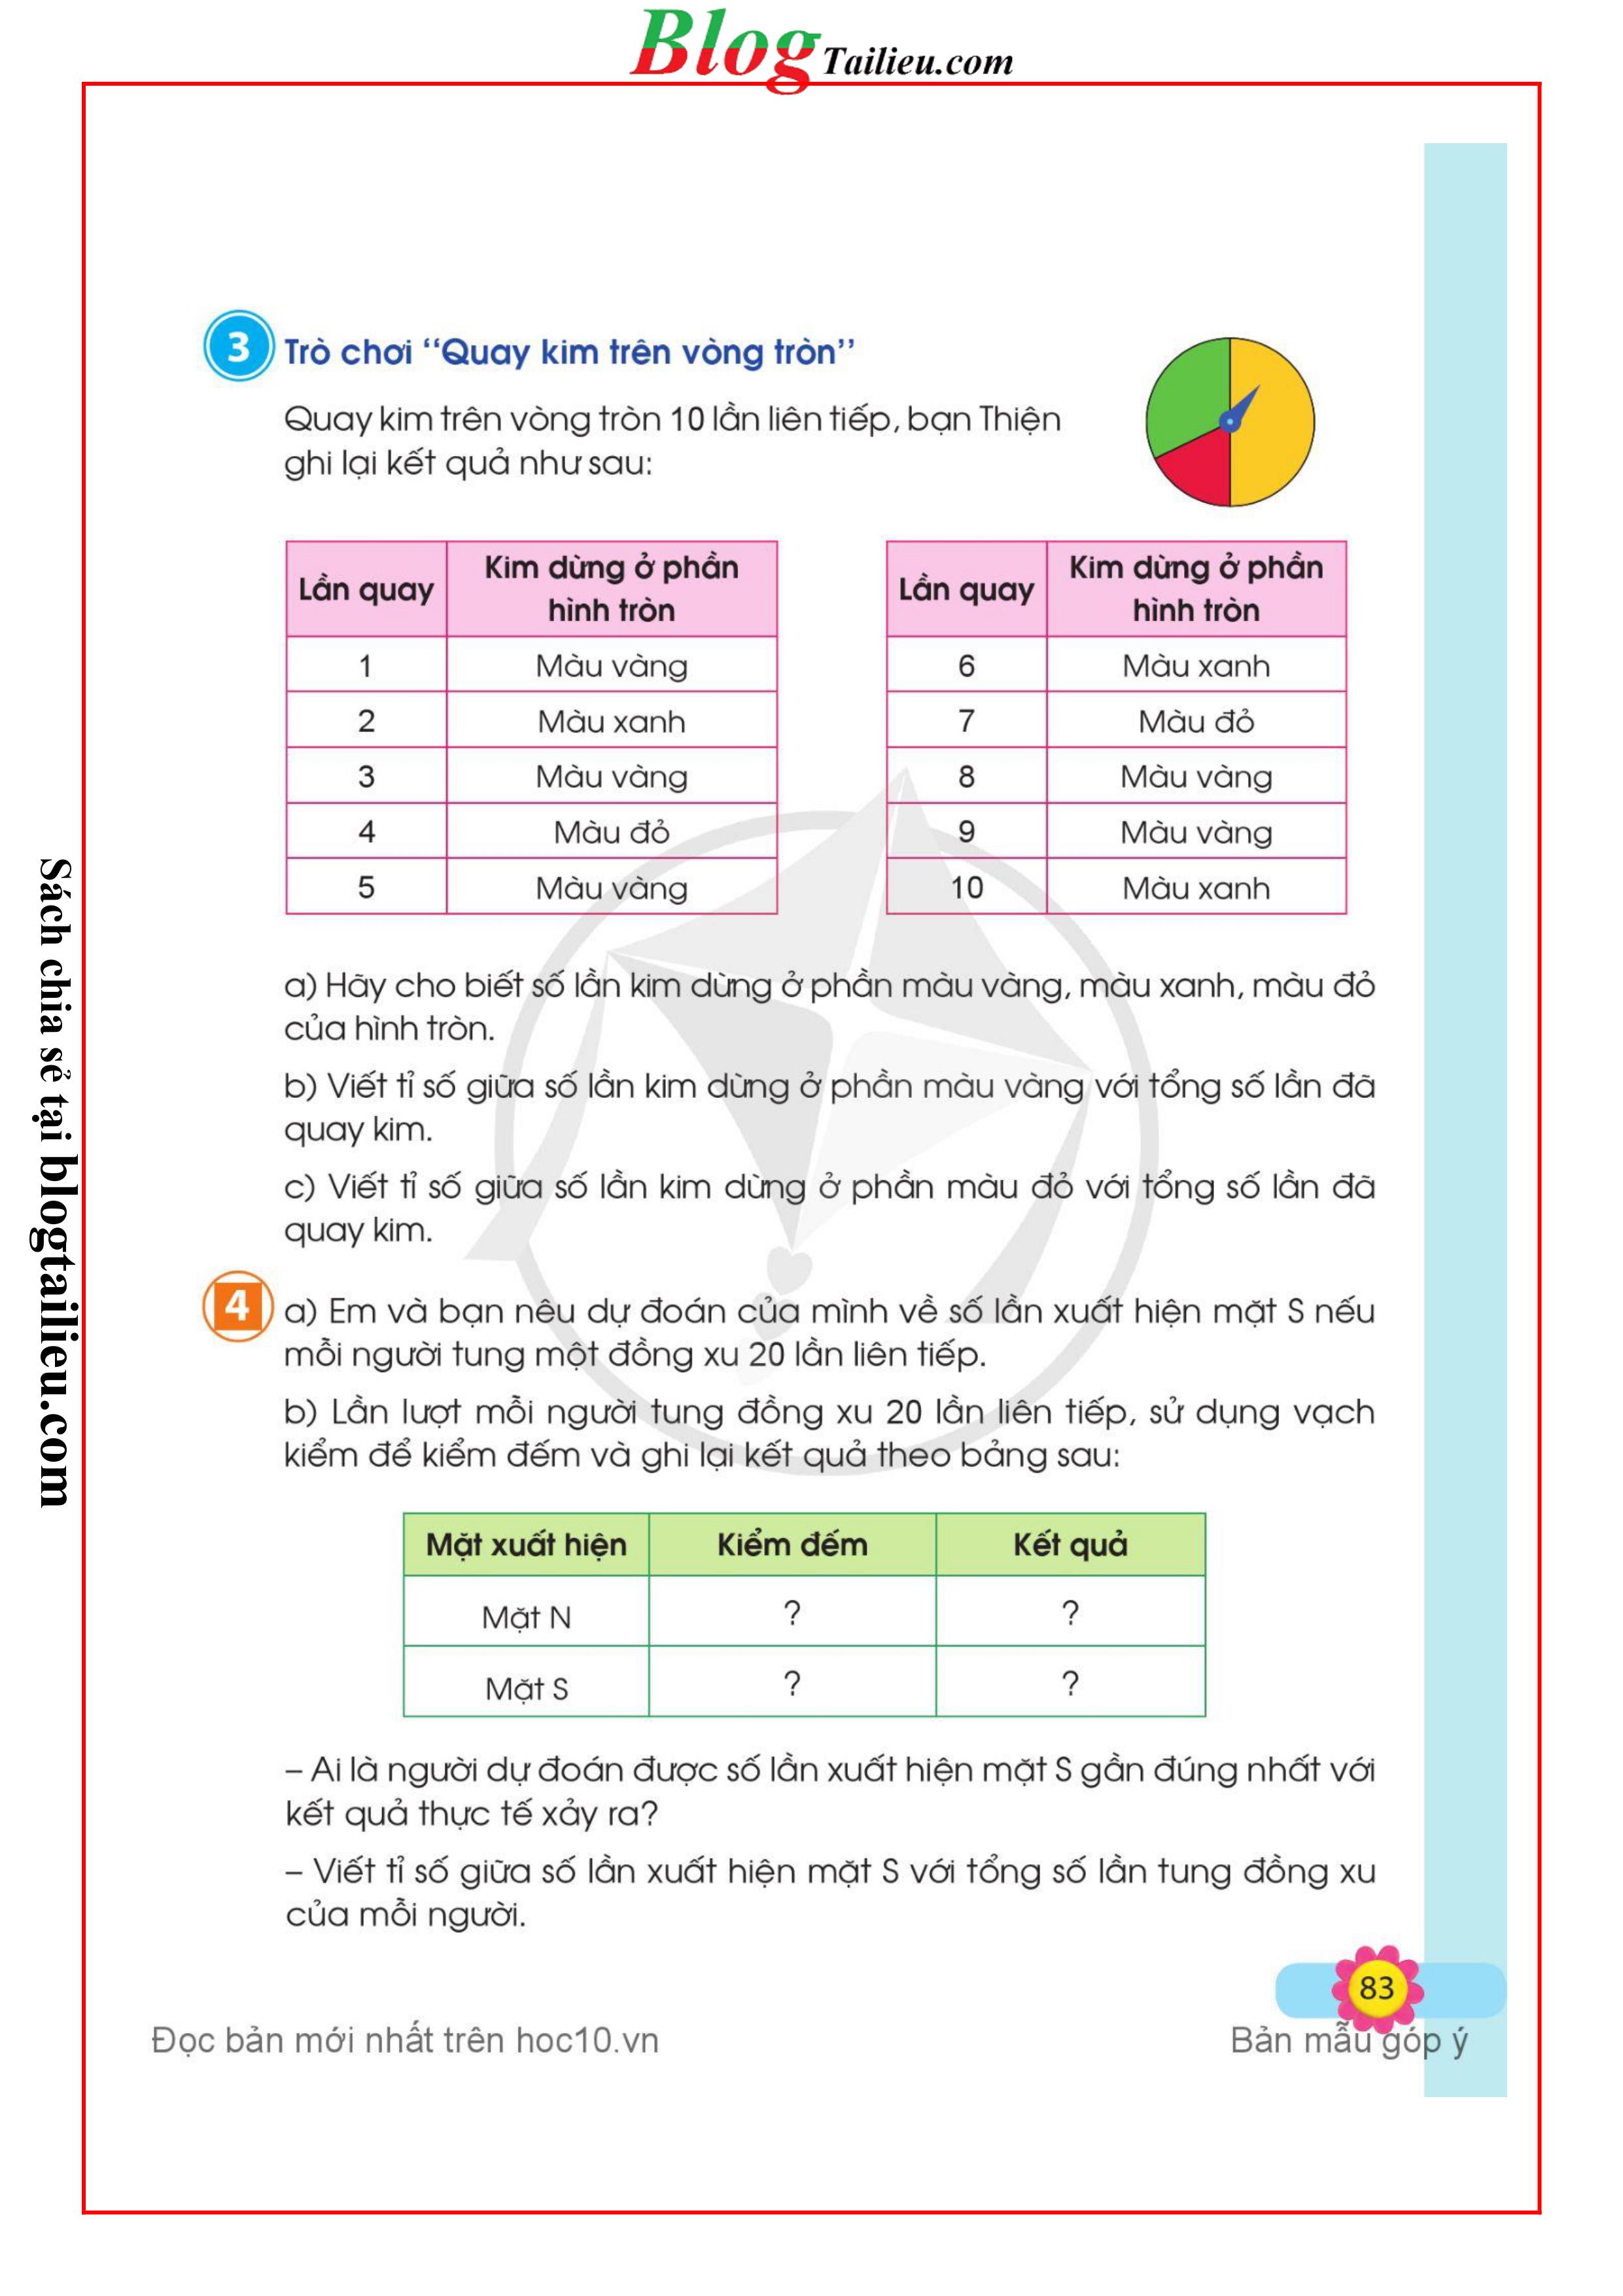 Blog Tailieu.com
3 Trò chơi “Quay kim trên vòng tròn”
Quay kim trên vòng tròn 10 lần liên tiếp, bạn Thiện
ghi lại kết quả như sau:
Lần quay Kim dừng ở phần hình tròn
1 Màu vàng
2 Màu xanh
3 Màu vàng
4 Màu đỏ
5 Màu vàng
Lần quay Kim dừng ở phần hình tròn
6 Màu xanh
7 Màu đỏ
8 Màu vàng
9 Màu vàng
10 Màu xanh
a) Hãy cho biết số lần kim dừng ở phần màu vàng, màu xanh, màu đỏ
của hình tròn.
b) Viết tỉ số giữa số lần kim dừng ở phần màu vàng với tổng số lần đã
quay kim.
c) Viết tỉ số giữa số lần kim dừng ở phần màu đỏ với tổng số lần đã
quay kim.
4 a) Em và bạn nêu dự đoán của mình về số lần xuất hiện mặt S nếu
mỗi người tung một đồng xu 20 lần liên tiếp.
b) Lần lượt mỗi người tung đồng xu 20 lần liên tiếp, sử dụng vạch
kiểm để kiểm đếm và ghi lại kết quả theo bảng sau:
Mặt xuất hiện Kiểm đếm Kết quả
Mặt N ? ?
Mặt S ? ?
– Ai là người dự đoán được số lần xuất hiện mặt S gần đúng nhất với
kết quả thực tế xảy ra?
– Viết tỉ số giữa số lần xuất hiện mặt S với tổng số lần tung đồng xu
của mỗi người.
83
Đọc bản mới nhất trên hoc10.vn
Bản mẫu góp ý
Sách chia sẻ tại blogtailieu.com